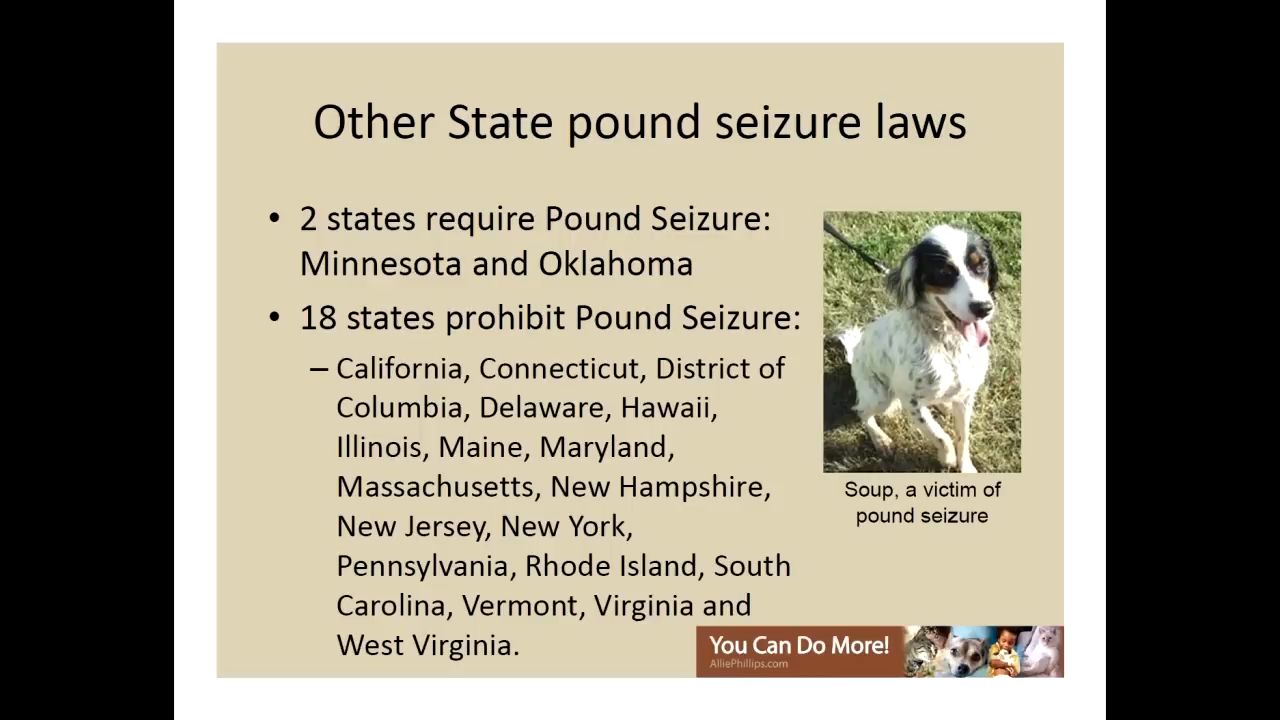 Other State pound seizure laws
• 2 states require Pound Seizure:
Minnesota and Oklahoma
• 18 states prohibit Pound Seizure:
– California, Connecticut, District of
Columbia, Delaware, Hawaii,
Illinois, Maine, Maryland,
Massachusetts, New Hampshire,
New Jersey, New York,
Pennsylvania, Rhode Island, South
Carolina, Vermont, Virginia and
West Virginia.
Soup, a victim of
pound seizure
You Can Do More!
AlliePhillips.com